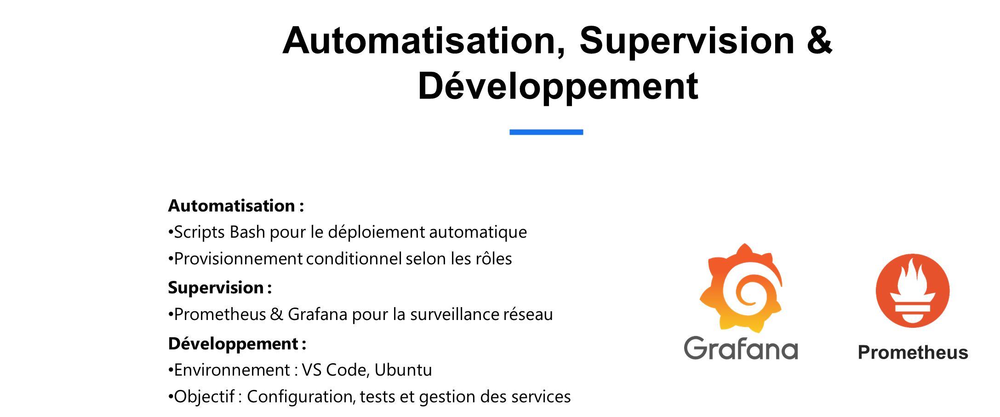 Automatisation, Supervision &
Développement
Automatisation :
•Scripts Bash pour le déploiement automatique
•Provisionnement conditionnel selon les rôles
Supervision :
•Prometheus & Grafana pour la surveillance réseau
Développement :
•Environnement : VS Code, Ubuntu
•Objectif : Configuration, tests et gestion des services
Grafana
Prometheus